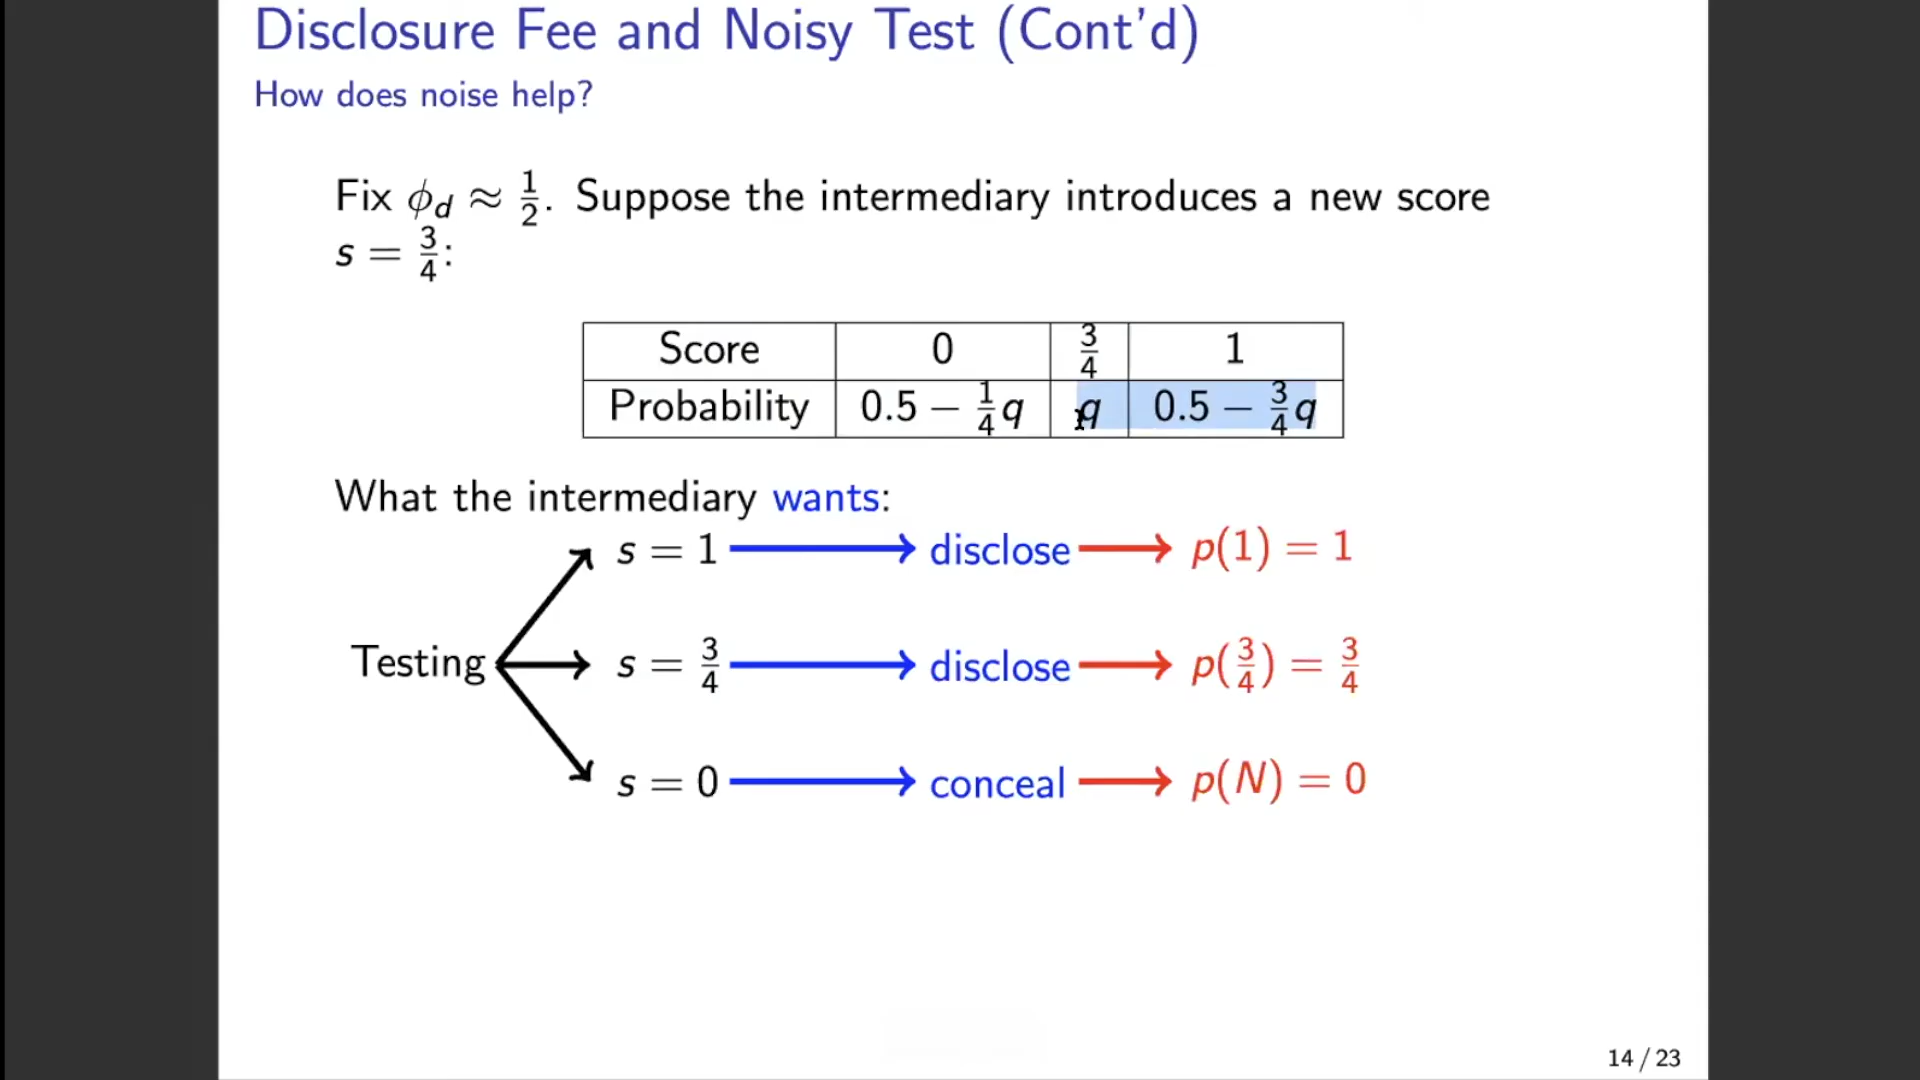 Disclosure Fee and Noisy Test (Cont'd)
How does noise help?
Fix ϕ_d ≈ 1/2. Suppose the intermediary introduces a new score
s = 3/4:
Score 0 3/4 1
Probability 0.5 − 1/4 q q 0.5 − 3/4 q
What the intermediary wants:
s = 1 disclose p(1) = 1
Testing s = 3/4 disclose p(3/4) = 3/4
s = 0 conceal p(N) = 0
14 / 23